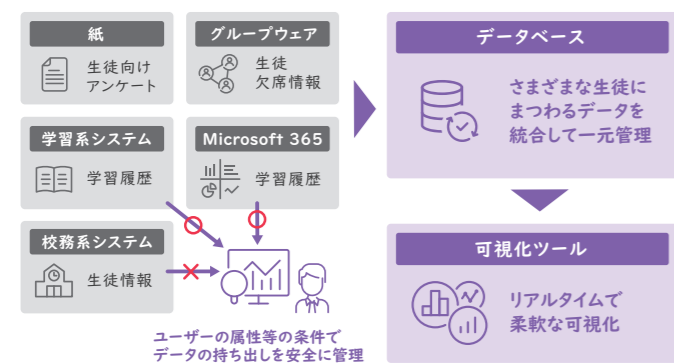 紙
生徒向け
アンケート
グループウェア
生徒
欠席情報
学習系システム
学習履歴
Microsoft 365
学習履歴
校務系システム
生徒情報
ユーザーの属性等の条件で
データの持ち出しを安全に管理
データベース
さまざまな生徒に
まつわるデータを
統合して一元管理
可視化ツール
リアルタイムで
柔軟な可視化